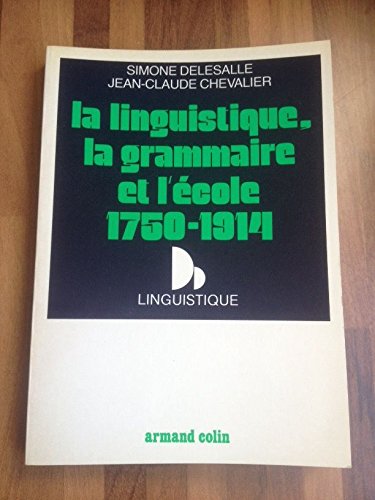 SIMONE DELESALLE
JEAN-CLAUDE CHEVALIER
la linguistique,
la grammaire
et l'école
1750-1914
LINGUISTIQUE
armand colin